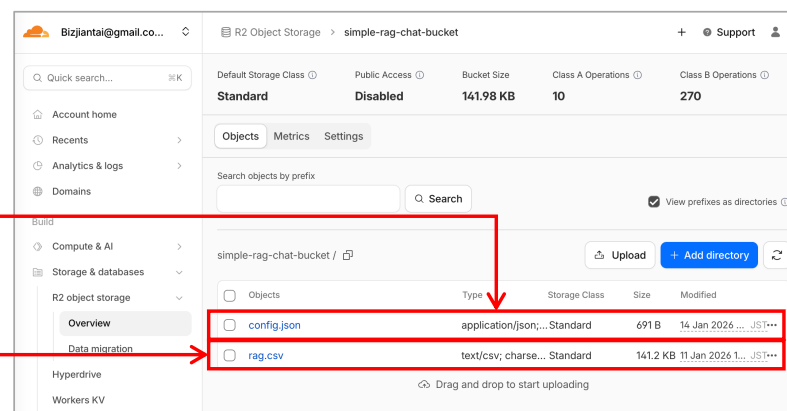 Bizjiantai@gmail.co...
R2 Object Storage > simple-rag-chat-bucket
+ Support
Quick search... ⌘K
Account home
Recents
Analytics & logs
Domains
Build
Compute & AI
Storage & databases
R2 object storage
Overview
Data migration
Hyperdrive
Workers KV
Default Storage Class Public Access Bucket Size Class A Operations Class B Operations
Standard Disabled 141.98 KB 10 270
Objects Metrics Settings
Search objects by prefix
Search
View prefixes as directories
simple-rag-chat-bucket /
Upload
+ Add directory
Objects Type Storage Class Size Modified
config.json application/json;... Standard 691 B 14 Jan 2026 ... JST•••
rag.csv text/csv; charse... Standard 141.2 KB 11 Jan 2026 1... JST•••
Drag and drop to start uploading